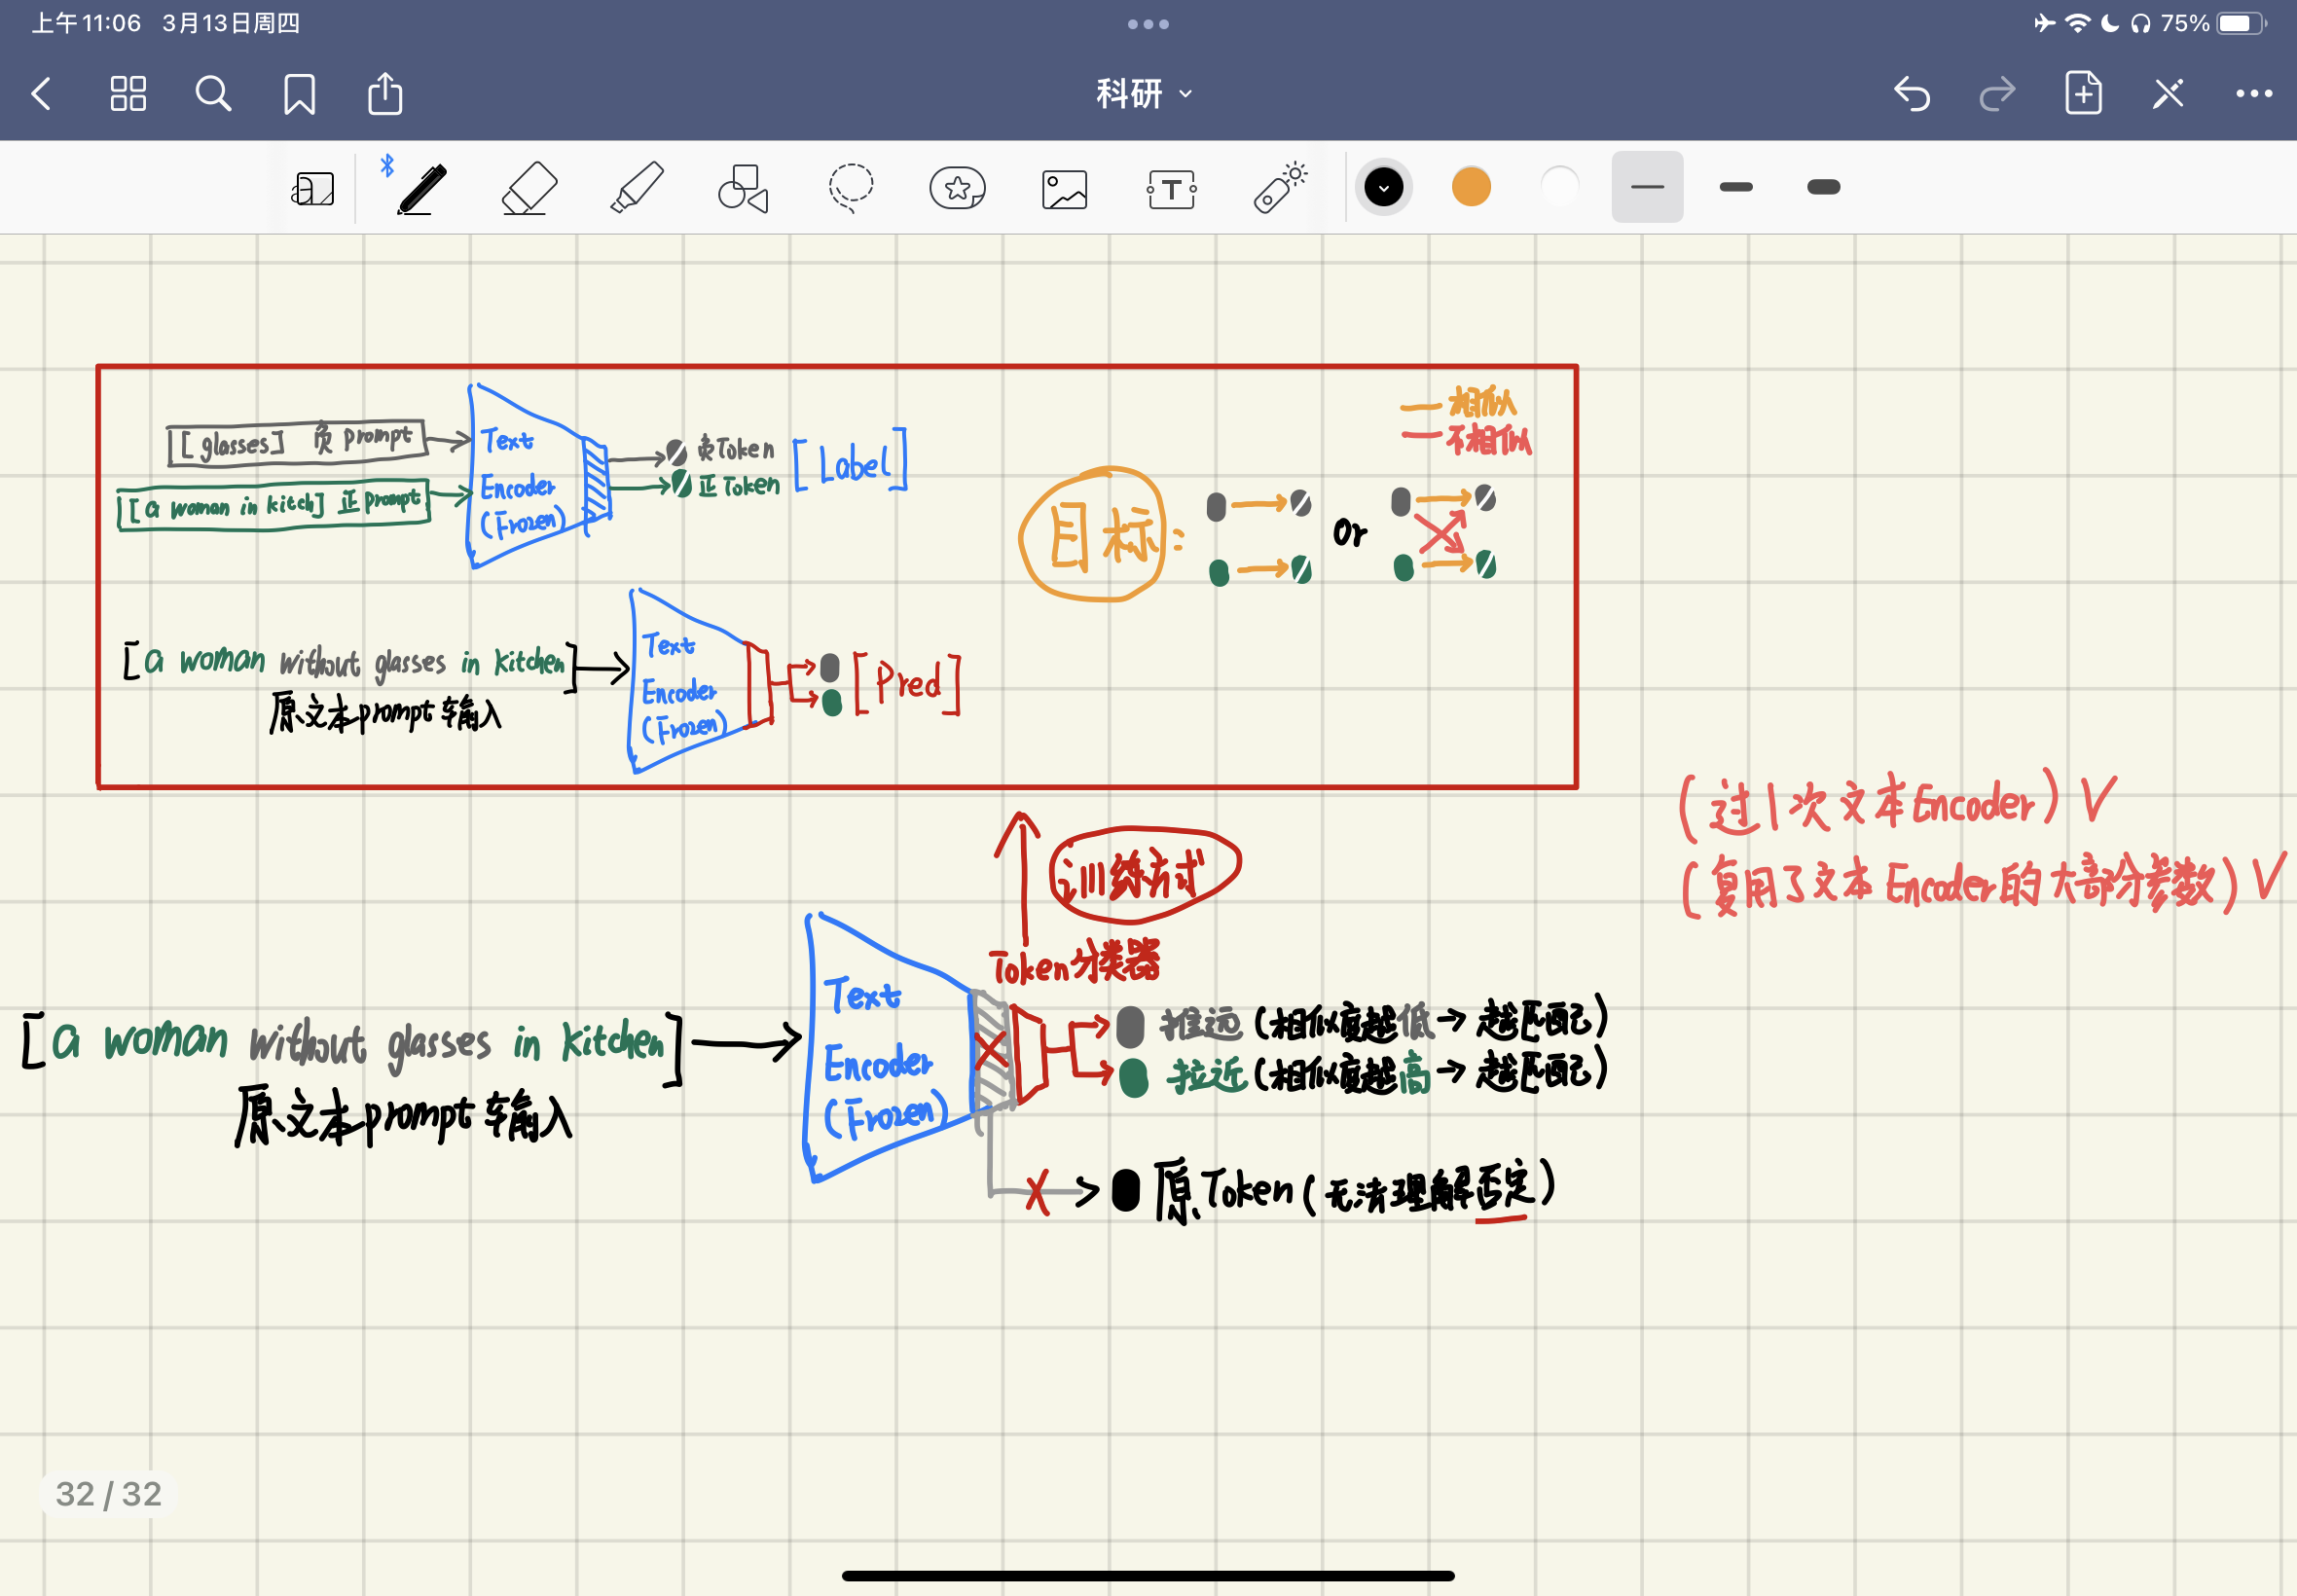 上午11:06 3月13日周四
75%
科研
T
[[glasses] 负 prompt
[[a woman in kitch] 正 prompt
Text
Encoder
(Frozen)
负Token
正Token
[Label]
目标:
or
相似
不相似
[a woman without glasses in kitchen]
原文本prompt 输入
Text
Encoder
(Frozen)
[Pred]
(过1次文本Encoder) V
(复用了文本Encoder的大部分参数) V
训练方式
Token分类器
[a woman without glasses in kitchen]
原文本prompt 输入
Text
Encoder
(Frozen)
推远 (相似度越低→越匹配)
拉近 (相似度越高→越匹配)
原Token (无法理解否定)
32 / 32